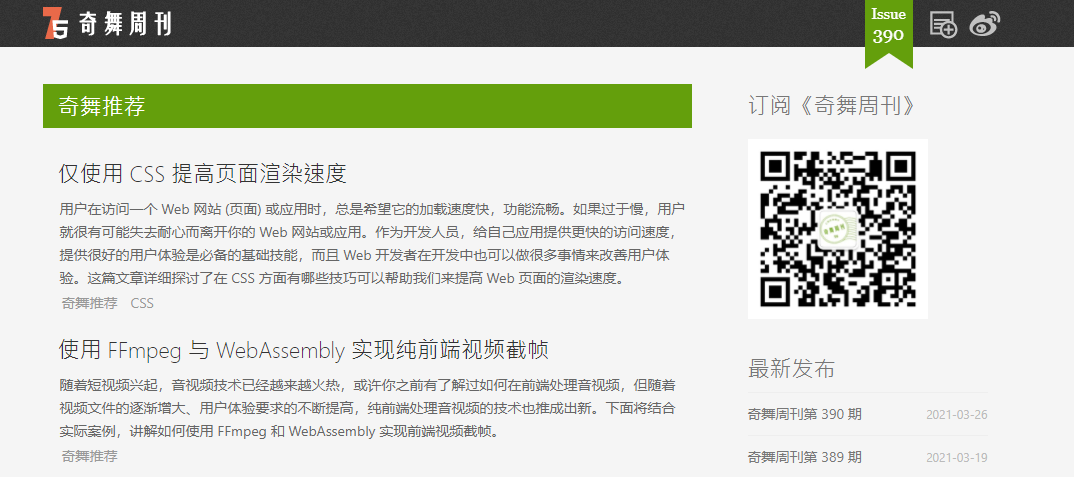 75 奇舞周刊
Issue
390
奇舞推荐
仅使用 CSS 提高页面渲染速度
用户在访问一个 Web 网站 (页面) 或应用时，总是希望它的加载速度快，功能流畅。如果过于慢，用户
就很有可能失去耐心而离开你的 Web 网站或应用。作为开发人员，给自己应用提供更快的访问速度，
提供很好的用户体验是必备的基础技能，而且 Web 开发者在开发中也可以做很多事情来改善用户体
验。这篇文章详细探讨了在 CSS 方面有哪些技巧可以帮助我们来提高 Web 页面的渲染速度。
奇舞推荐 CSS
使用 FFmpeg 与 WebAssembly 实现纯前端视频截帧
随着短视频兴起，音视频技术已经越来越火热，或许你之前有了解过如何在前端处理音视频，但随着
视频文件的逐渐增大、用户体验要求的不断提高，纯前端处理音视频的技术也推成出新。下面将结合
实际案例，讲解如何使用 FFmpeg 和 WebAssembly 实现前端视频截帧。
奇舞推荐
订阅《奇舞周刊》
最新发布
奇舞周刊第 390 期 2021-03-26
奇舞周刊第 389 期 2021-03-19